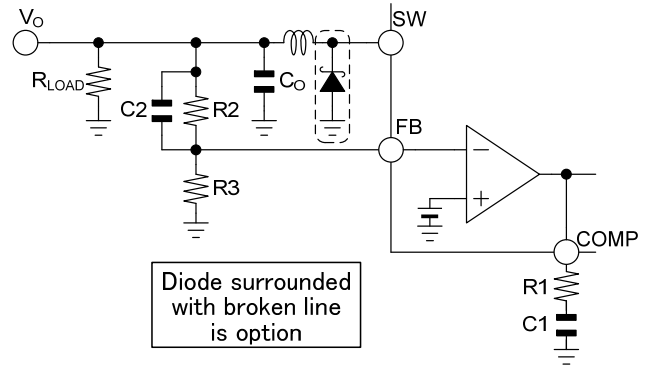 Vo
SW
RLOAD
C2
R2
Co
FB
R3
−
+
COMP
R1
C1
Diode surrounded
with broken line
is option